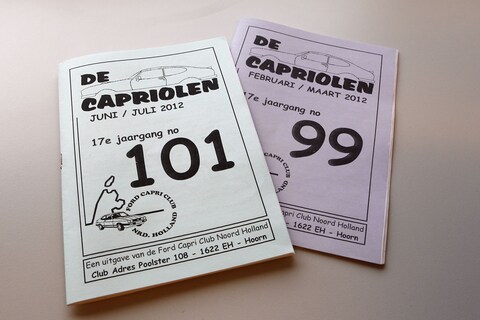 DE
CAPRIOLEN
JUNI / JULI 2012
17e jaargang no
101
FORD CAPRI CLUB
NRD. HOLLAND
Een uitgave van de Ford Capri Club Noord Holland
Club Adres Poolster 108 - 1622 EH - Hoorn
DE
CAPRIOLEN
FEBRUARI / MAART 2012
17e jaargang no
99
CLUB
Capri Club Noord Holland
- 1622 EH - Hoorn